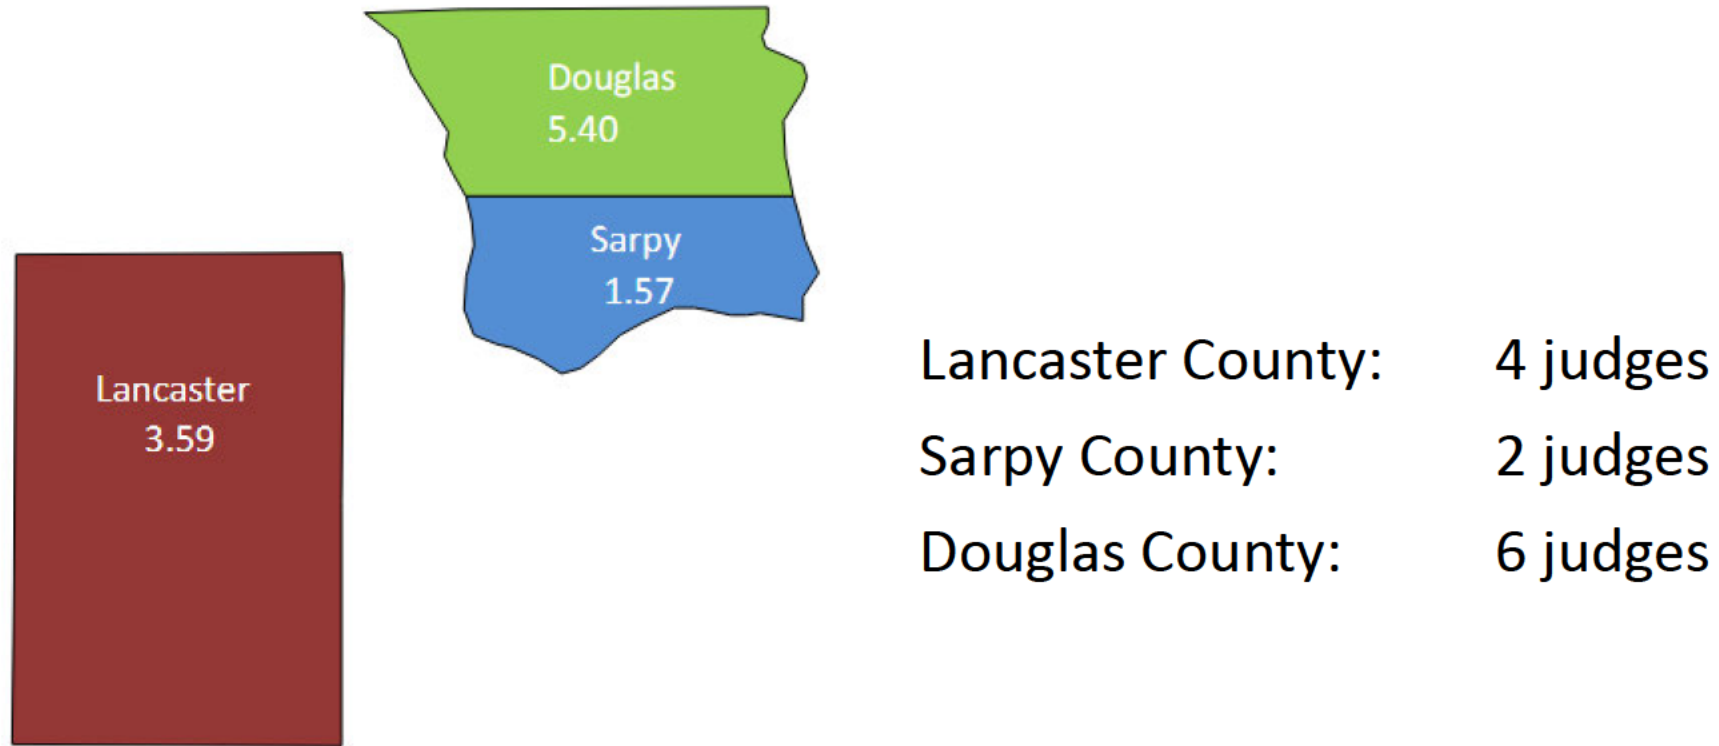 Douglas
5.40
Sarpy
1.57
Lancaster
3.59
Lancaster County: 4 judges
Sarpy County: 2 judges
Douglas County: 6 judges